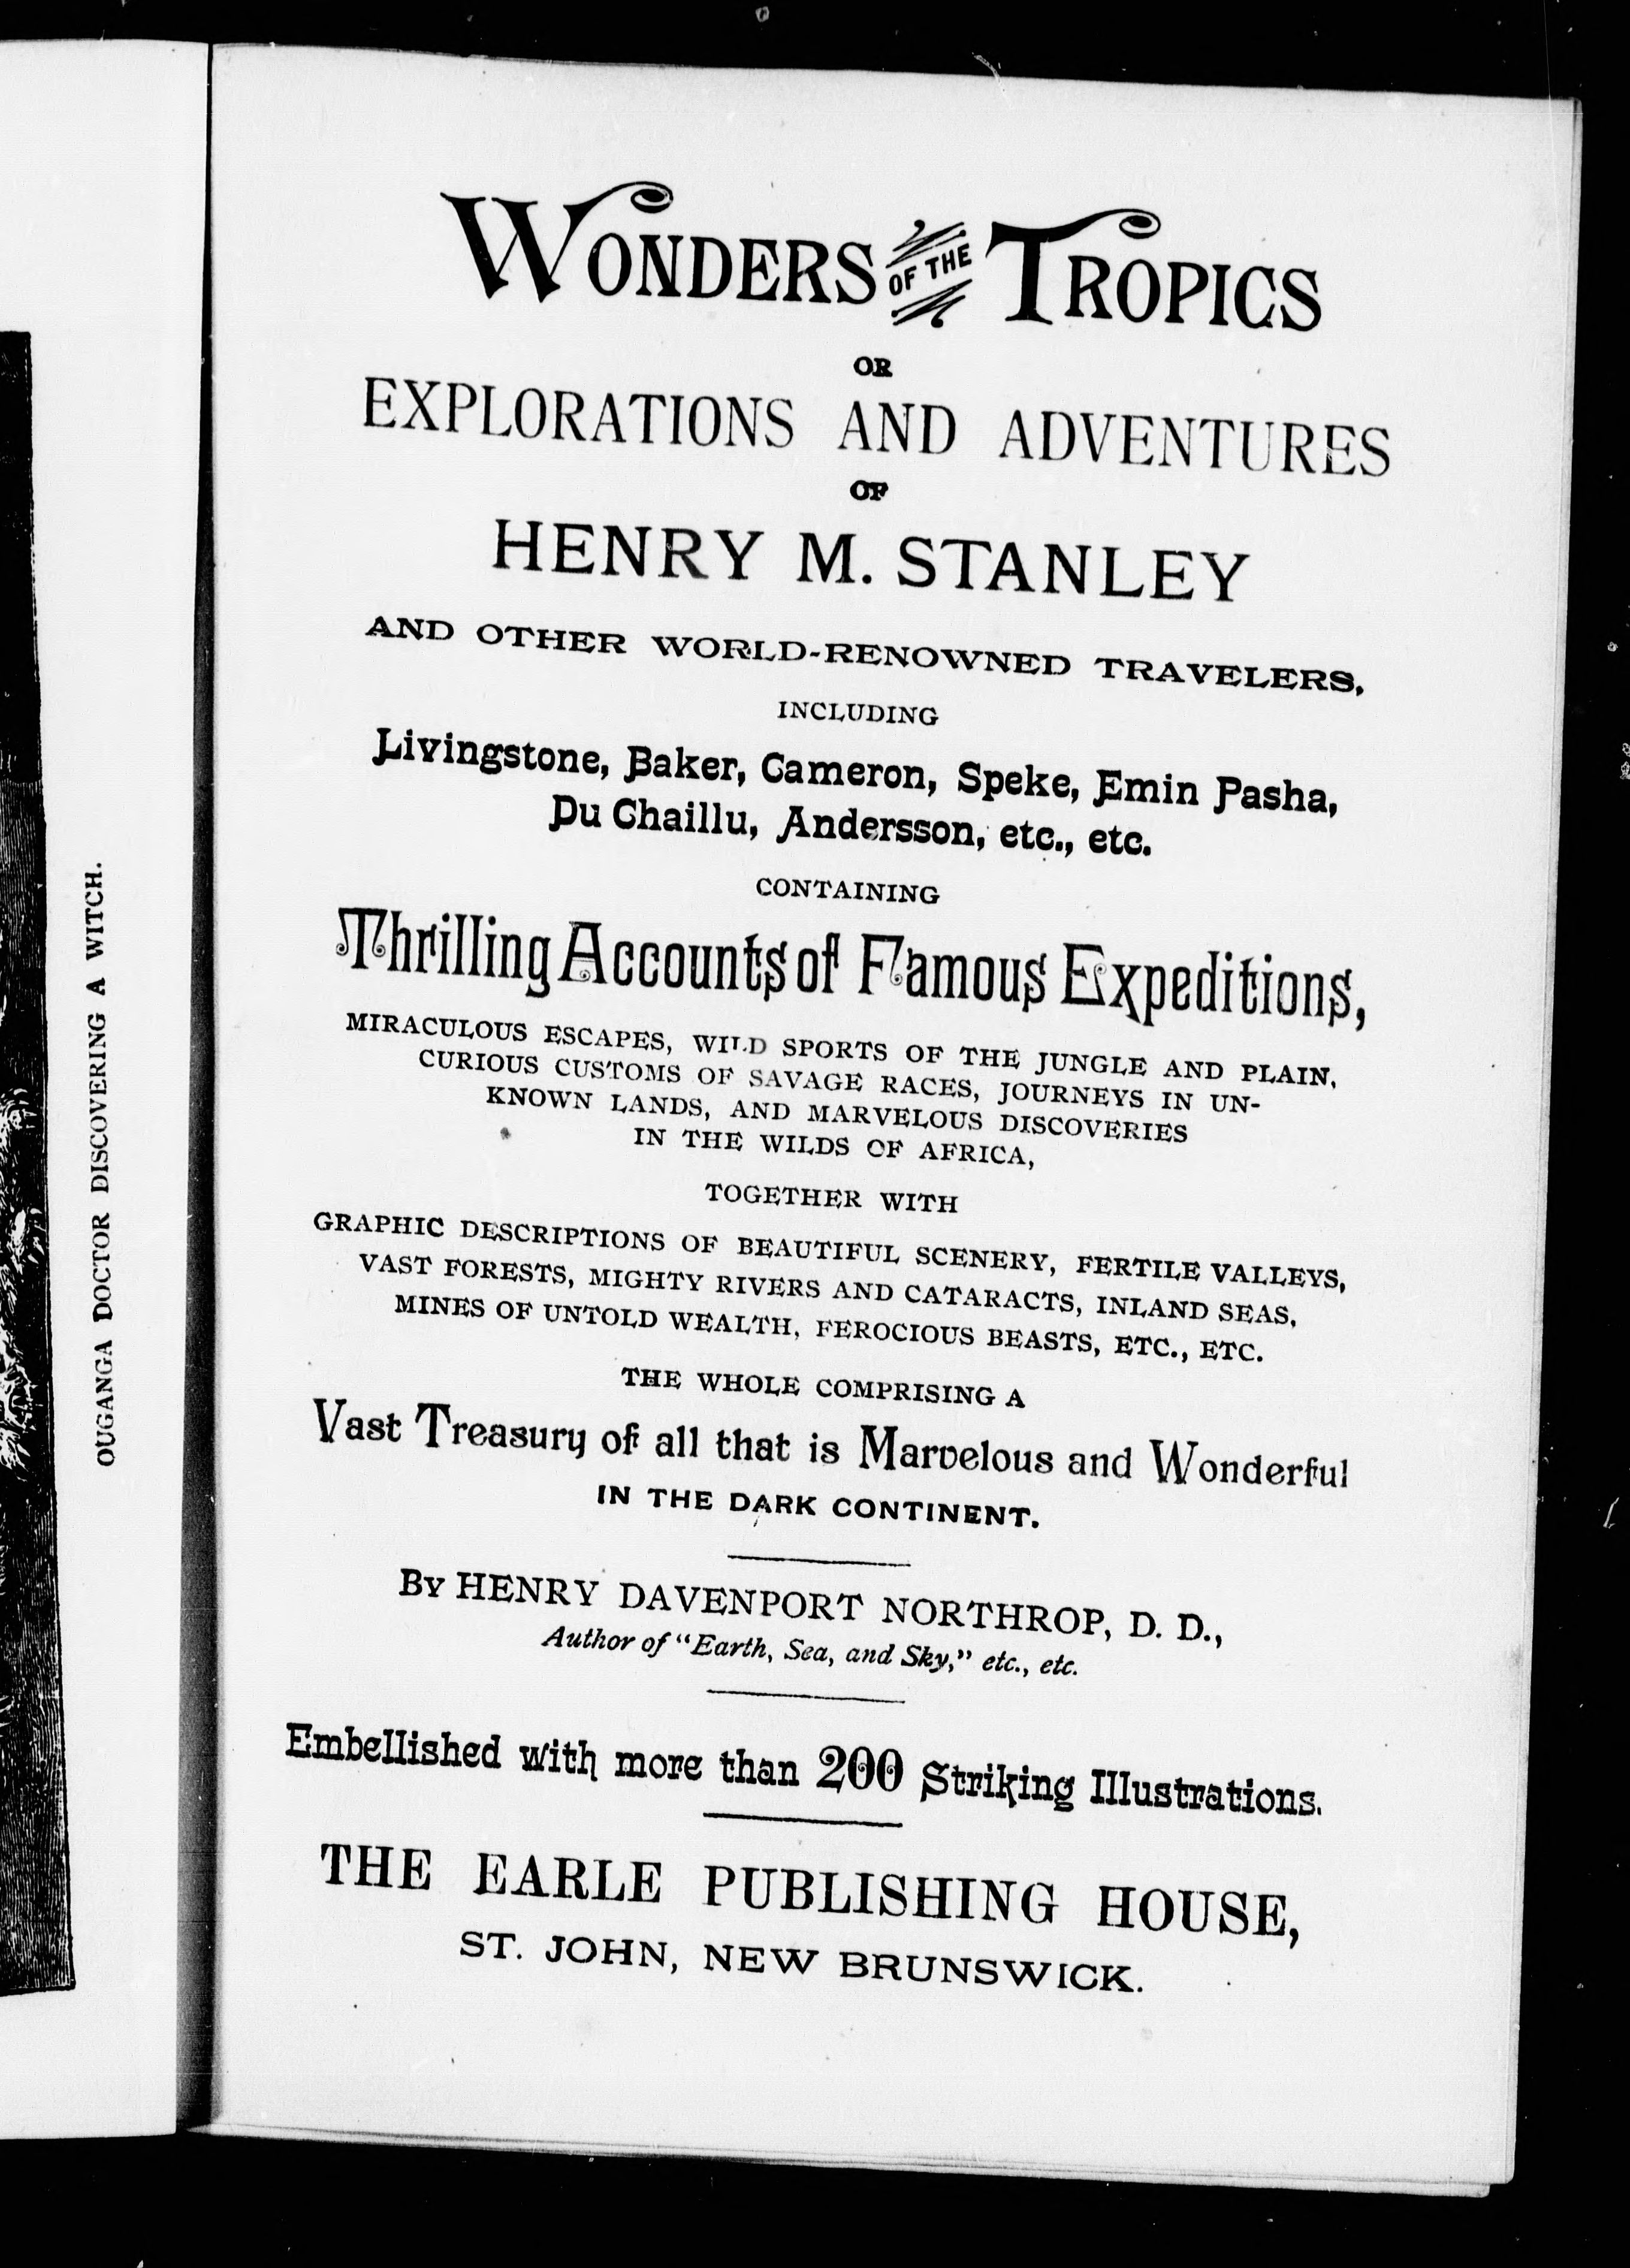 OUGANGA DOCTOR DISCOVERING A WITCH.
WONDERS OF THE TROPICS
OR
EXPLORATIONS AND ADVENTURES
OF
HENRY M. STANLEY
AND OTHER WORLD-RENOWNED TRAVELERS,
INCLUDING
Livingstone, Baker, Cameron, Speke, Emin Pasha,
Du Chaillu, Andersson, etc., etc.
CONTAINING
Thrilling Accounts of Famous Expeditions,
MIRACULOUS ESCAPES, WILD SPORTS OF THE JUNGLE AND PLAIN,
CURIOUS CUSTOMS OF SAVAGE RACES, JOURNEYS IN UN-
KNOWN LANDS, AND MARVELOUS DISCOVERIES
IN THE WILDS OF AFRICA,
TOGETHER WITH
GRAPHIC DESCRIPTIONS OF BEAUTIFUL SCENERY, FERTILE VALLEYS,
VAST FORESTS, MIGHTY RIVERS AND CATARACTS, INLAND SEAS,
MINES OF UNTOLD WEALTH, FEROCIOUS BEASTS, ETC., ETC.
THE WHOLE COMPRISING A
Vast Treasury of all that is Marvelous and Wonderful
IN THE DARK CONTINENT.
By HENRY DAVENPORT NORTHROP, D. D.,
Author of "Earth, Sea, and Sky," etc., etc.
Embellished with more than 200 Striking Illustrations.
THE EARLE PUBLISHING HOUSE,
ST. JOHN, NEW BRUNSWICK.